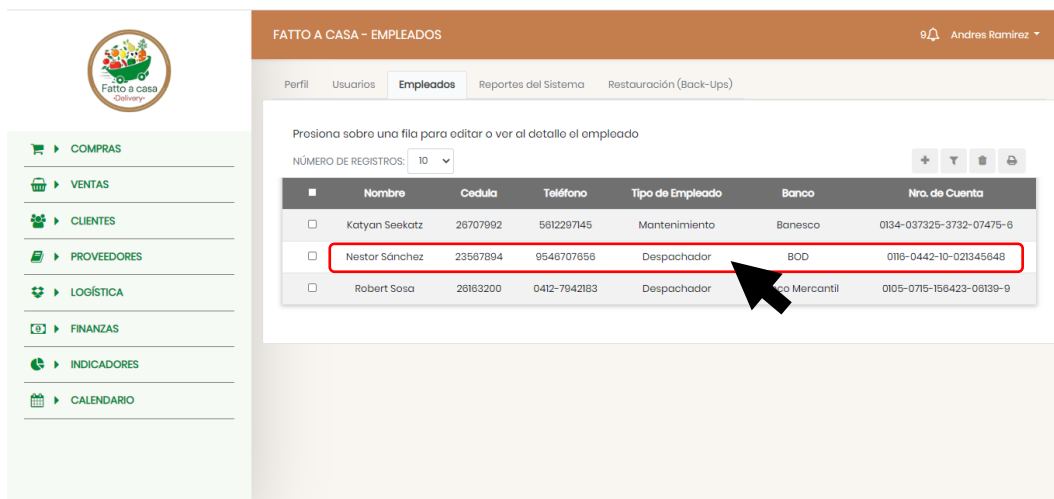 FATTO A CASA - EMPLEADOS
9 Andres Ramirez
Fatto a casa
-Delivery-
Perfil Usuarios Empleados Reportes del Sistema Restauración (Back-Ups)
Presiona sobre una fila para editar o ver al detalle el empleado
NÚMERO DE REGISTROS: 10
COMPRAS
VENTAS
CLIENTES
PROVEEDORES
LOGÍSTICA
FINANZAS
INDICADORES
CALENDARIO
Nombre Cedula Teléfono Tipo de Empleado Banco Nro. de Cuenta
Katyan Seekatz 26707992 5612297145 Mantenimiento Banesco 0134-037325-3732-07475-6
Nestor Sánchez 23567894 9546707656 Despachador BOD 0116-0442-10-021345648
Robert Sosa 26163200 0412-7942183 Despachador Mercantil 0105-0715-156423-06139-9